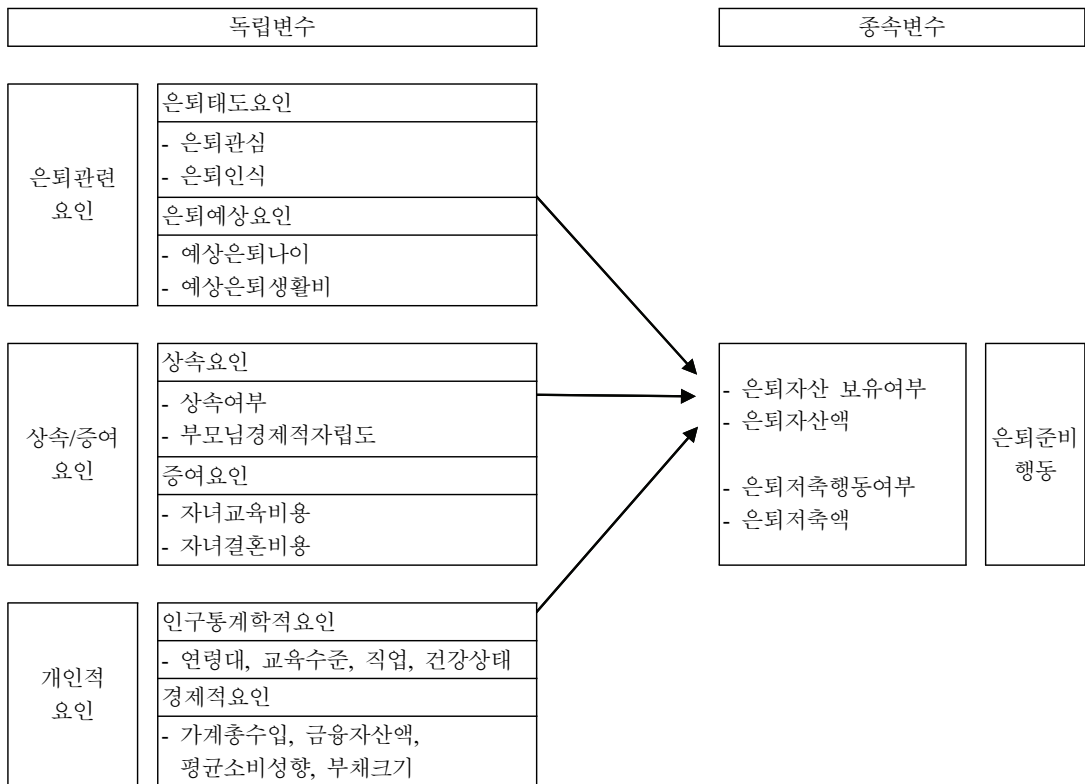 독립변수
종속변수
은퇴관련
요인
은퇴태도요인
- 은퇴관심
- 은퇴인식
은퇴예상요인
- 예상은퇴나이
- 예상은퇴생활비
상속/증여
요인
상속요인
- 상속여부
- 부모님경제적자립도
증여요인
- 자녀교육비용
- 자녀결혼비용
개인적
요인
인구통계학적요인
- 연령대, 교육수준, 직업, 건강상태
경제적요인
- 가계총수입, 금융자산액,
평균소비성향, 부채크기
- 은퇴자산 보유여부
- 은퇴자산액
- 은퇴저축행동여부
- 은퇴저축액
은퇴준비
행동